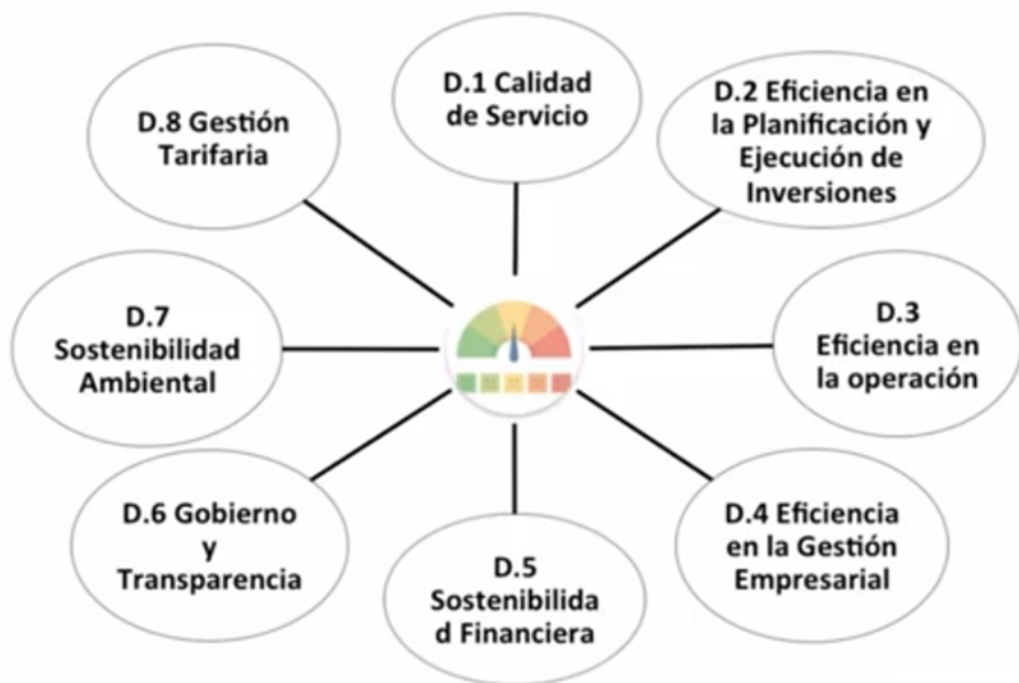 D.1 Calidad
de Servicio
D.2 Eficiencia en
la Planificación y
Ejecución de
Inversiones
D.3
Eficiencia en
la operación
D.4 Eficiencia
en la Gestión
Empresarial
D.5
Sostenibilida
d Financiera
D.6 Gobierno
y
Transparencia
D.7
Sostenibilidad
Ambiental
D.8 Gestión
Tarifaria